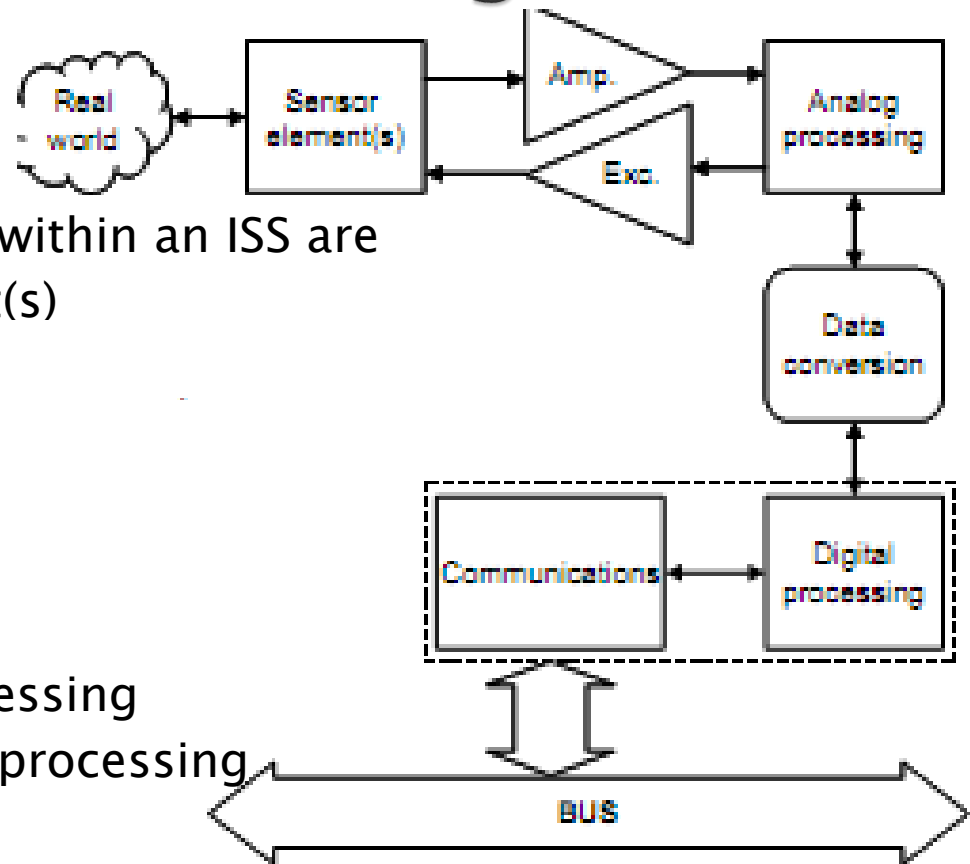 Real
world
Sensor
element(s)
Amp.
Exc.
Analog
processing
within an ISS are
(s)
Data
conversion
Communications
Digital
processing
essing
processing
BUS